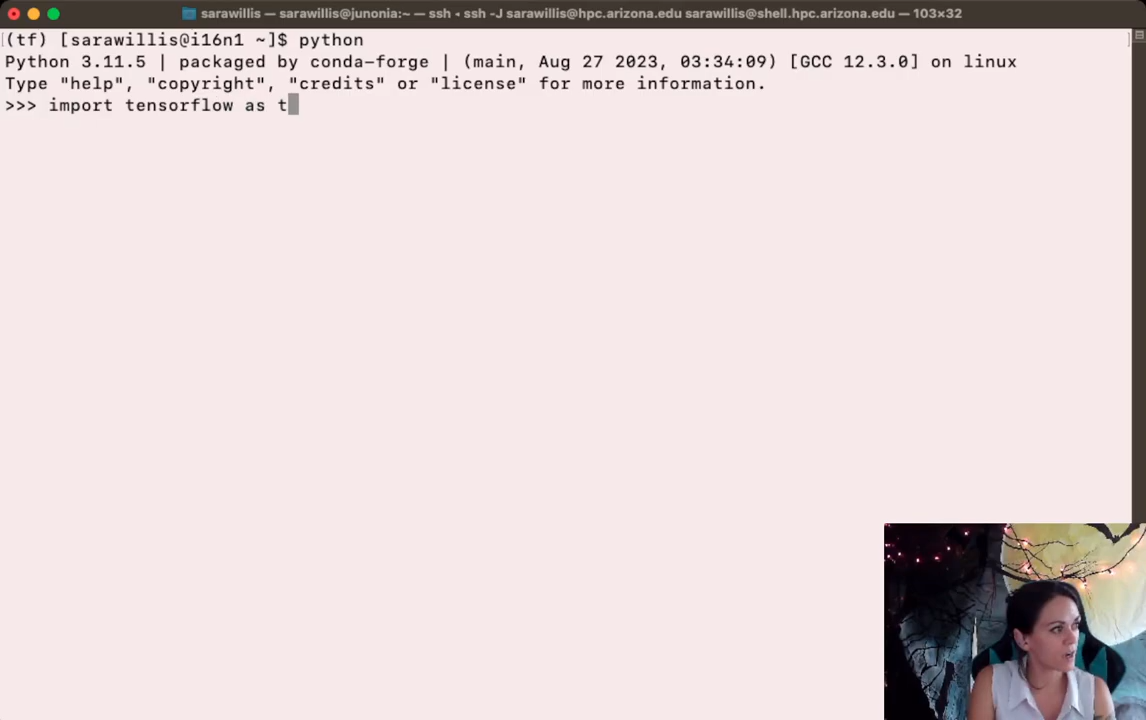 sarawillis — sarawillis@junonia:~ — ssh ◂ ssh -J sarawillis@hpc.arizona.edu sarawillis@shell.hpc.arizona.edu — 103×32
(tf) [sarawillis@i16n1 ~]$ python
Python 3.11.5 | packaged by conda-forge | (main, Aug 27 2023, 03:34:09) [GCC 12.3.0] on linux
Type "help", "copyright", "credits" or "license" for more information.
>>> import tensorflow as t